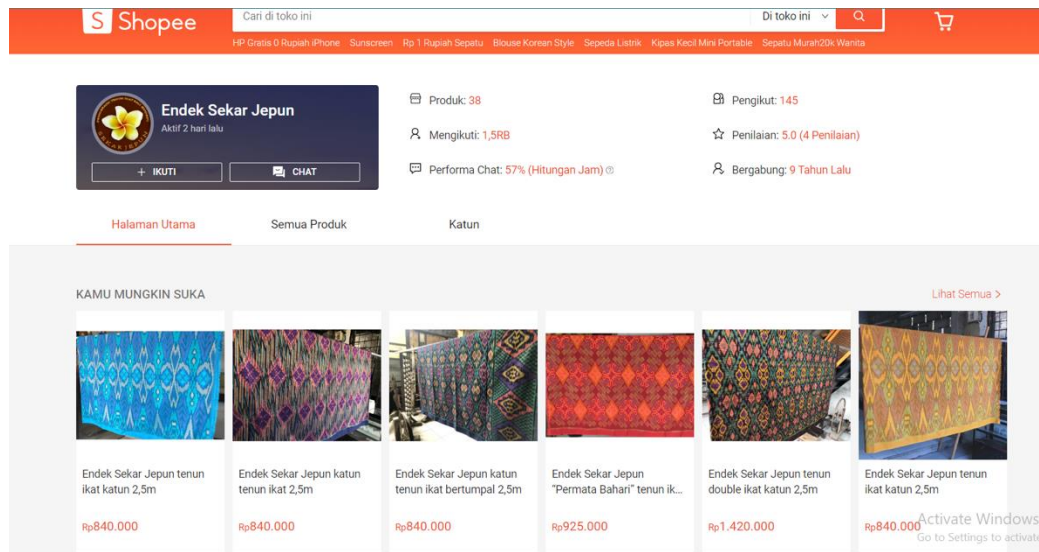 S Shopee
Cari di toko ini
Di toko ini
HP Gratis 0 Rupiah iPhone Sunscreen Rp 1 Rupiah Sepatu Blouse Korean Style Sepeda Listrik Kipas Kecil Mini Portable Sepatu Murah20k Wanita
SEKAR JEPUN
Endek Sekar Jepun
Aktif 2 hari lalu
+ IKUTI
CHAT
Produk: 38
Pengikut: 145
Mengikuti: 1,5RB
Penilaian: 5.0 (4 Penilaian)
Performa Chat: 57% (Hitungan Jam)
Bergabung: 9 Tahun Lalu
Halaman Utama
Semua Produk
Katun
KAMU MUNGKIN SUKA
Lihat Semua >
Endek Sekar Jepun tenun
ikat katun 2,5m
Rp840.000
Endek Sekar Jepun katun
tenun ikat 2,5m
Rp840.000
Endek Sekar Jepun katun
tenun ikat bertumpal 2,5m
Rp840.000
Endek Sekar Jepun
"Permata Bahari" tenun ik...
Rp925.000
Endek Sekar Jepun tenun
double ikat katun 2,5m
Rp1.420.000
Endek Sekar Jepun tenun
ikat katun 2,5m
Rp840.000
Activate Windows
Go to Settings to activate